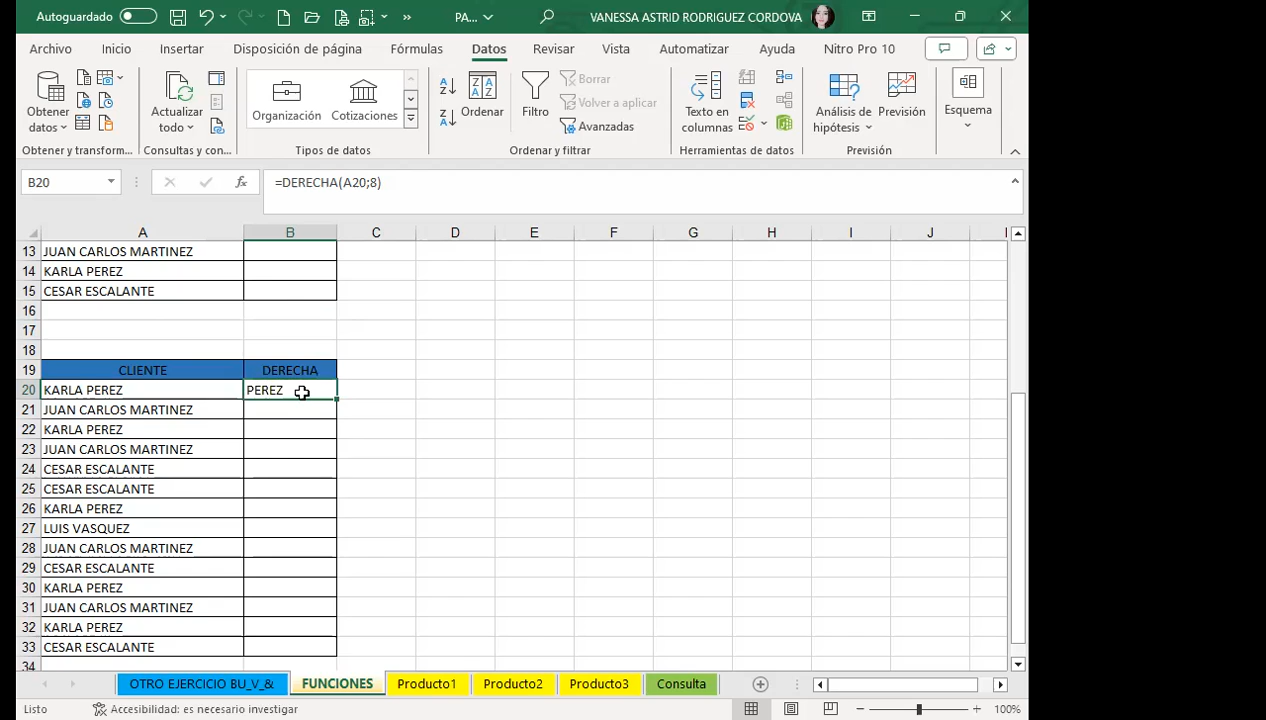 Autoguardado
PA...
VANESSA ASTRID RODRIGUEZ CORDOVA
Archivo Inicio Insertar Disposición de página Fórmulas Datos Revisar Vista Automatizar Ayuda Nitro Pro 10
Obtener datos
Actualizar todo
Organización
Cotizaciones
Ordenar
Filtro
Borrar
Volver a aplicar
Avanzadas
Texto en columnas
Análisis de hipótesis
Previsión
Esquema
Obtener y transform... Consultas y con... Tipos de datos Ordenar y filtrar Herramientas de datos Previsión
B20 fx =DERECHA(A20;8)
A B C D E F G H I J
13 JUAN CARLOS MARTINEZ
14 KARLA PEREZ
15 CESAR ESCALANTE
16
17
18
19 CLIENTE DERECHA
20 KARLA PEREZ PEREZ
21 JUAN CARLOS MARTINEZ
22 KARLA PEREZ
23 JUAN CARLOS MARTINEZ
24 CESAR ESCALANTE
25 CESAR ESCALANTE
26 KARLA PEREZ
27 LUIS VASQUEZ
28 JUAN CARLOS MARTINEZ
29 CESAR ESCALANTE
30 KARLA PEREZ
31 JUAN CARLOS MARTINEZ
32 KARLA PEREZ
33 CESAR ESCALANTE
34
OTRO EJERCICIO BU_V_& FUNCIONES Producto1 Producto2 Producto3 Consulta
Listo Accesibilidad: es necesario investigar 100%